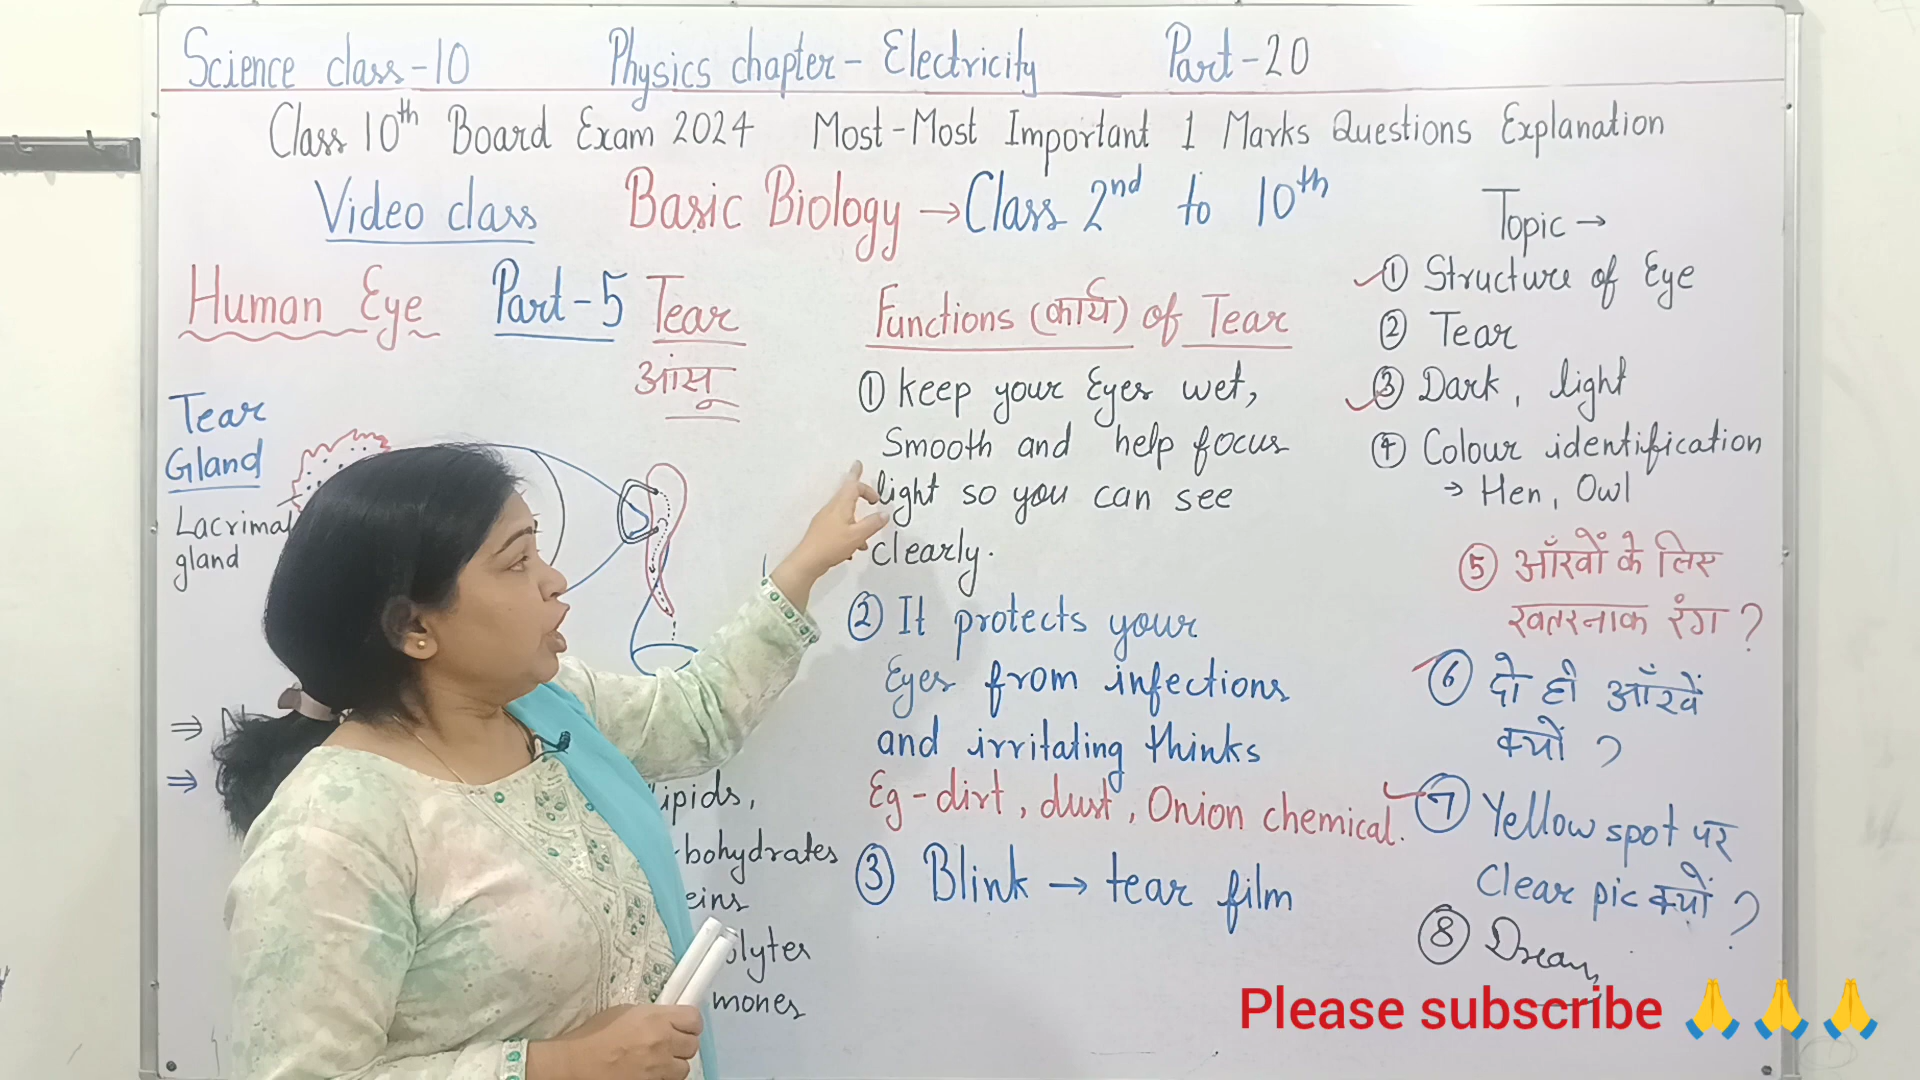 Science class-10 Physics chapter- Electricity Part-20
Class 10th Board Exam 2024 Most-Most Important 1 Marks Questions Explanation
Video class Basic Biology → Class 2nd to 10th
Human Eye Part-5 Tear
आंसू
Tear
Gland
Lacrimal
gland
⇒
⇒
lipids,
bohydrates
eins
olyter
mones
Functions (कार्य) of Tear
① Keep your Eyes wet,
Smooth and help focus
light so you can see
clearly.
② It protects your
Eyes from infections
and irritating thinks
Eg - dirt, dust, Onion chemical.
③ Blink → tear film
Topic →
① Structure of Eye
② Tear
③ Dark, light
④ Colour identification
→ Hen, Owl
⑤ आँखों के लिए
खतरनाक रंग ?
⑥ दो ही आँखें
क्यों ?
⑦ Yellow spot पर
Clear pic क्यों ?
⑧ Dream
Please subscribe 🙏 🙏 🙏